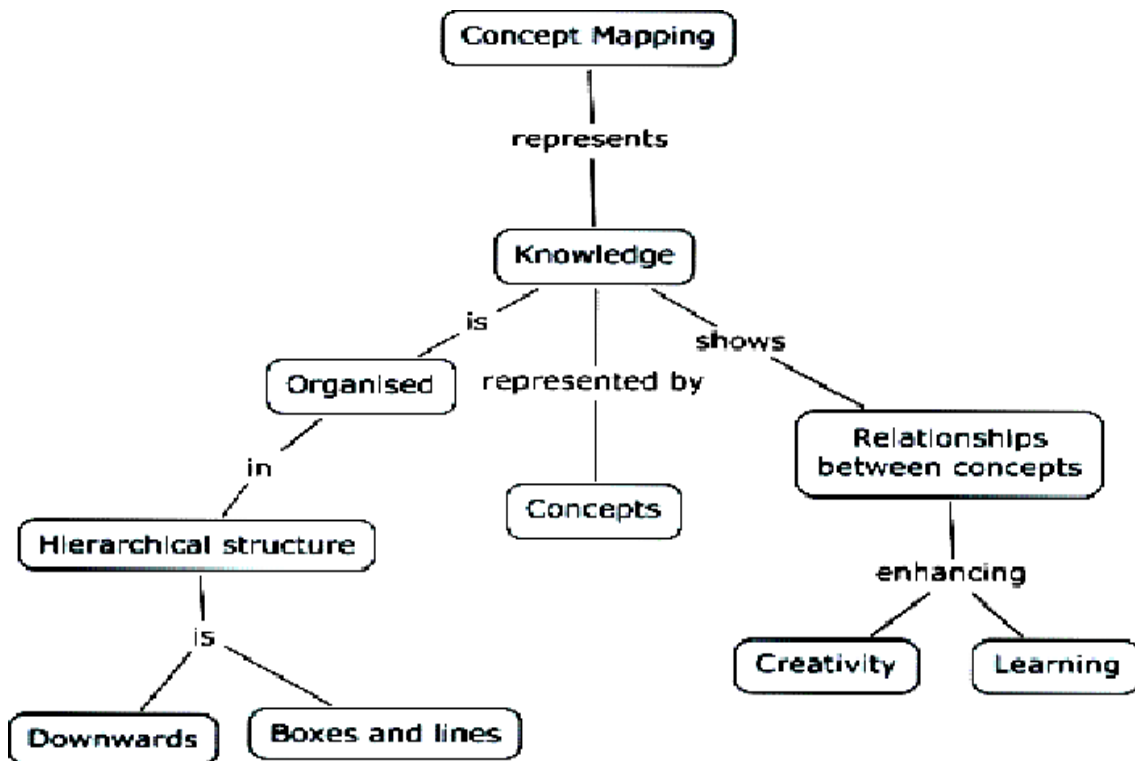 Concept Mapping
represents
Knowledge
is
shows
Organised
represented by
Relationships
between concepts
in
Concepts
Hierarchical structure
enhancing
is
Creativity
Learning
Downwards
Boxes and lines